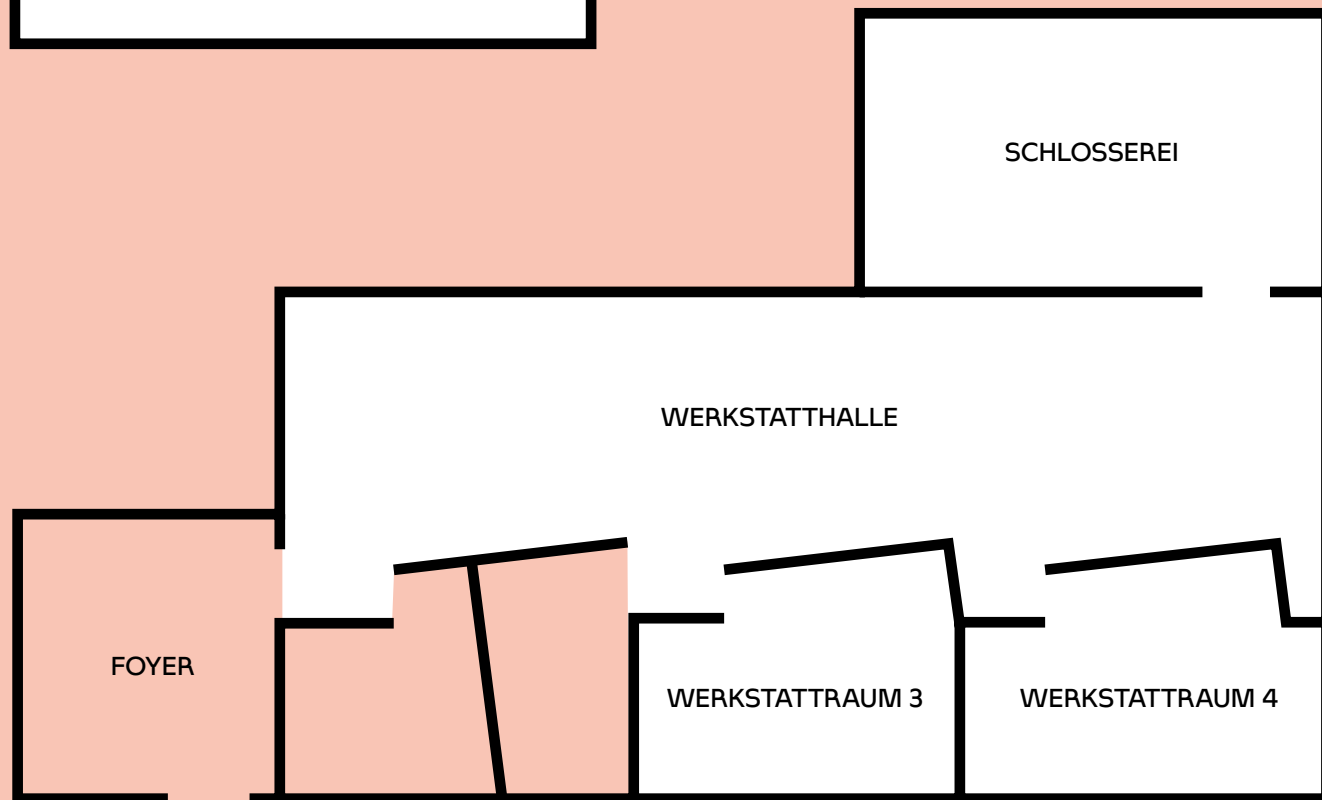 SCHLOSSEREI
WERKSTATTHALLE
FOYER
WERKSTATTRAUM 3
WERKSTATTRAUM 4